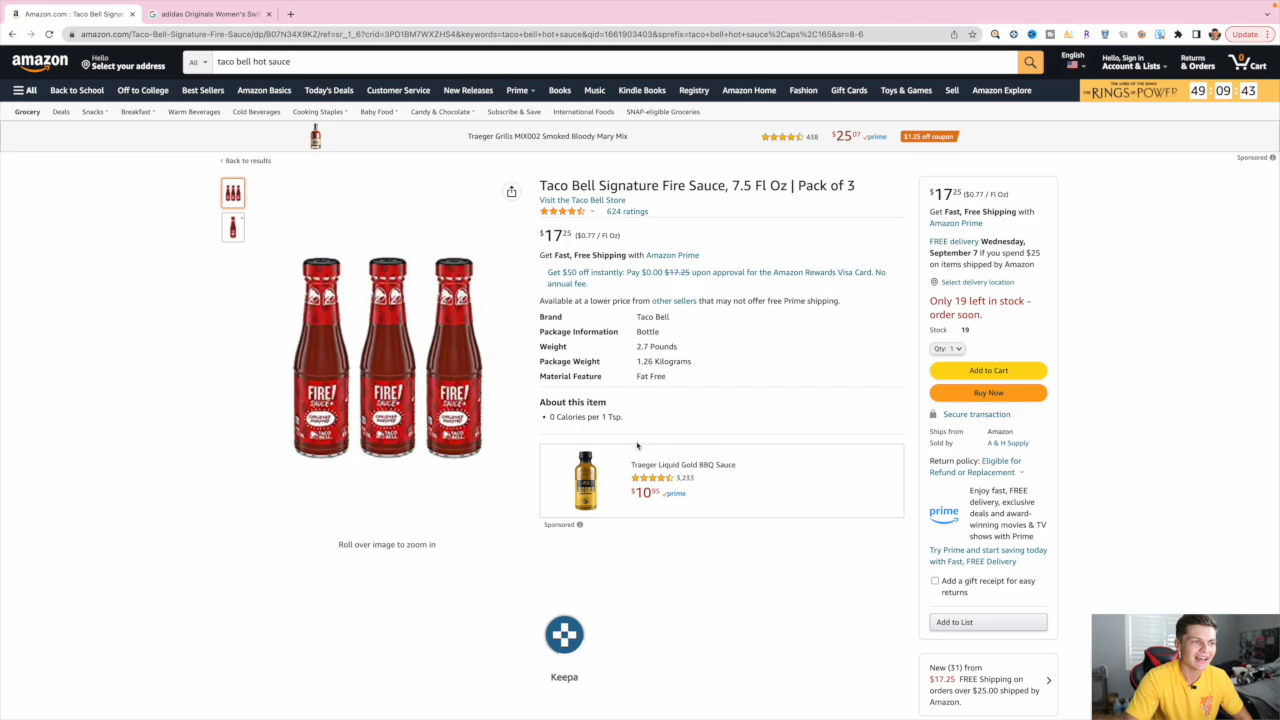 Amazon.com : Taco Bell Signat
adidas Originals Women's Swi
amazon.com/Taco-Bell-Signature-Fire-Sauce/dp/B07N34X9KZ/ref=sr_1_6?crid=3PD1BM7WXZHS4&keywords=taco+bell+hot+sauce&qid=1661903403&sprefix=taco+bell+hot+sauce%2Caps%2C165&sr=8-6
Update
amazon
Hello
Select your address
All
taco bell hot sauce
English
Hello, Sign in
Account & Lists
Returns
& Orders
0
Cart
All
Back to School
Off to College
Best Sellers
Amazon Basics
Today's Deals
Customer Service
New Releases
Prime
Books
Music
Kindle Books
Registry
Amazon Home
Fashion
Gift Cards
Toys & Games
Sell
Amazon Explore
THE LORD OF THE RINGS
THE RINGS OF POWER
49 : 09 : 43
Grocery
Deals
Snacks
Breakfast
Warm Beverages
Cold Beverages
Cooking Staples
Baby Food
Candy & Chocolate
Subscribe & Save
International Foods
SNAP-eligible Groceries
Traeger Grills MIX002 Smoked Bloody Mary Mix
438
$25 07 prime
$1.25 off coupon
Sponsored
‹ Back to results
Taco Bell Signature Fire Sauce, 7.5 Fl Oz | Pack of 3
Visit the Taco Bell Store
624 ratings
$17 25 ($0.77 / Fl Oz)
Get Fast, Free Shipping with Amazon Prime
Get $50 off instantly: Pay $0.00 $17.25 upon approval for the Amazon Rewards Visa Card. No
annual fee.
Available at a lower price from other sellers that may not offer free Prime shipping.
Brand Taco Bell
Package Information Bottle
Weight 2.7 Pounds
Package Weight 1.26 Kilograms
Material Feature Fat Free
About this item
• 0 Calories per 1 Tsp.
FIRE!
SAUCE
TACO
BELL
FIRE!
SAUCE
TACO
BELL
FIRE!
SAUCE
TACO
BELL
Roll over image to zoom in
Traeger Liquid Gold BBQ Sauce
3,233
$10 95 prime
Sponsored
Keepa
$17 25 ($0.77 / Fl Oz)
Get Fast, Free Shipping with
Amazon Prime
FREE delivery Wednesday,
September 7 if you spend $25
on items shipped by Amazon
Select delivery location
Only 19 left in stock -
order soon.
Stock 19
Qty: 1
Add to Cart
Buy Now
Secure transaction
Ships from Amazon
Sold by A & H Supply
Return policy: Eligible for
Refund or Replacement
prime
Enjoy fast, FREE
delivery, exclusive
deals and award-
winning movies & TV
shows with Prime
Try Prime and start saving today
with Fast, FREE Delivery
Add a gift receipt for easy
returns
Add to List
New (31) from
$17.25 FREE Shipping on
orders over $25.00 shipped by
Amazon.